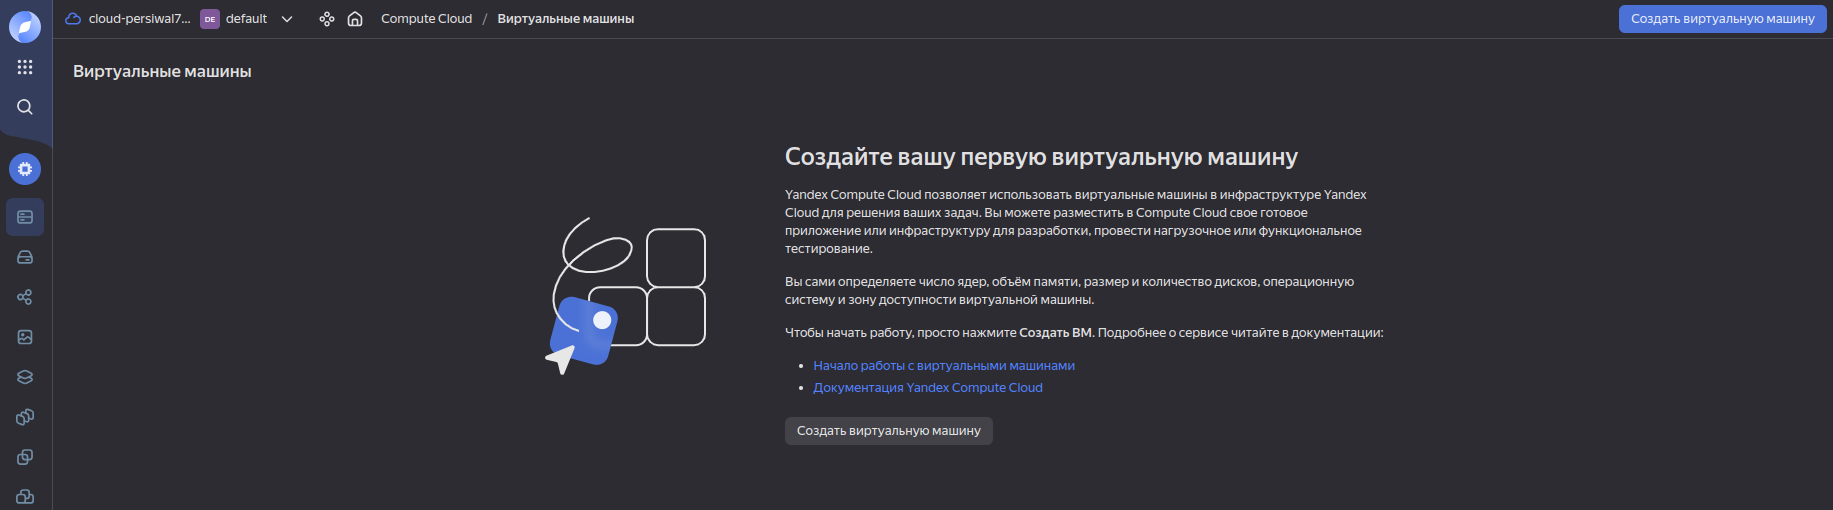 cloud-persiwal7... DE default Compute Cloud / Виртуальные машины Создать виртуальную машину
Виртуальные машины
Создайте вашу первую виртуальную машину
Yandex Compute Cloud позволяет использовать виртуальные машины в инфраструктуре Yandex
Cloud для решения ваших задач. Вы можете разместить в Compute Cloud свое готовое
приложение или инфраструктуру для разработки, провести нагрузочное или функциональное
тестирование.
Вы сами определяете число ядер, объём памяти, размер и количество дисков, операционную
систему и зону доступности виртуальной машины.
Чтобы начать работу, просто нажмите Создать ВМ. Подробнее о сервисе читайте в документации:
• Начало работы с виртуальными машинами
• Документация Yandex Compute Cloud
Создать виртуальную машину